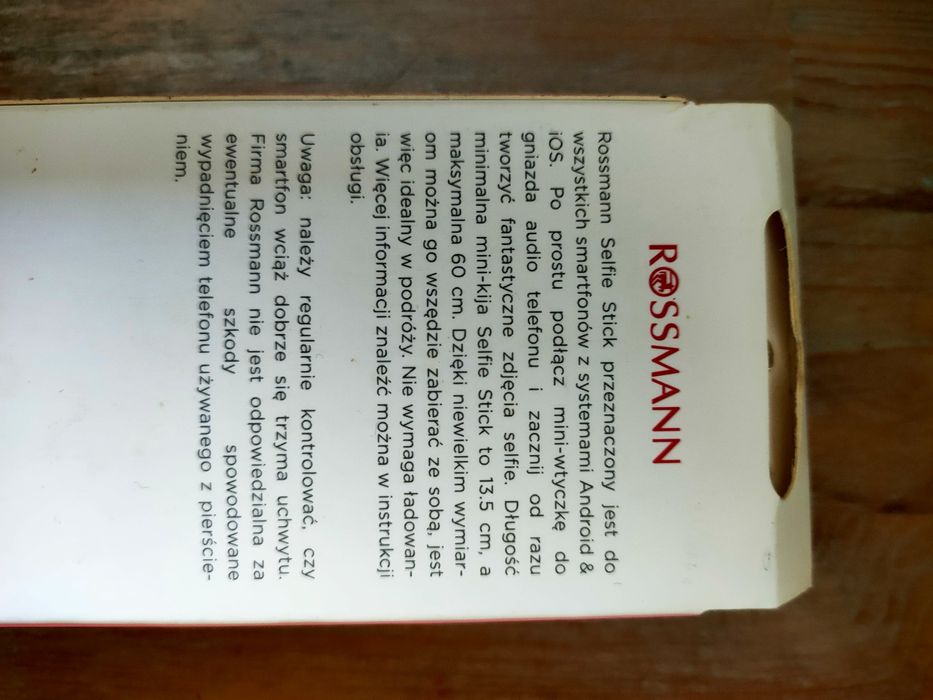 ROSSMANN
Rossmann Selfie Stick przeznaczony jest do
wszystkich smartfonów z systemami Android &
iOS. Po prostu podłącz mini-wtyczkę do
gniazda audio telefonu i zacznij od razu
tworzyć fantastyczne zdjęcia selfie. Długość
minimalna mini-kija Selfie Stick to 13.5 cm, a
maksymalna 60 cm. Dzięki niewielkim wymiar-
om można go wszędzie zabierać ze sobą, jest
więc idealny w podróży. Nie wymaga ładowan-
ia. Więcej informacji znaleźć można w instrukcji
obsługi.
Uwaga: należy regularnie kontrolować, czy
smartfon wciąż dobrze się trzyma uchwytu.
Firma Rossmann nie jest odpowiedzialna za
ewentualne szkody spowodowane
wypadnięciem telefonu używanego z pierście-
niem.